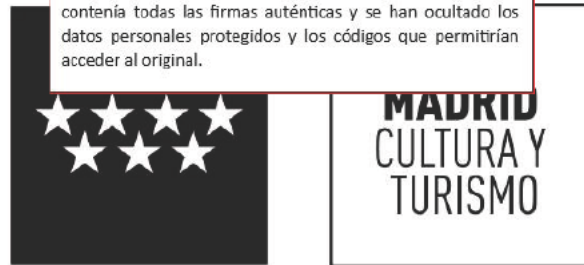 contenía todas las firmas auténticas y se han ocultado los
datos personales protegidos y los códigos que permitirían
acceder al original.
MADRID
CULTURA Y
TURISMO